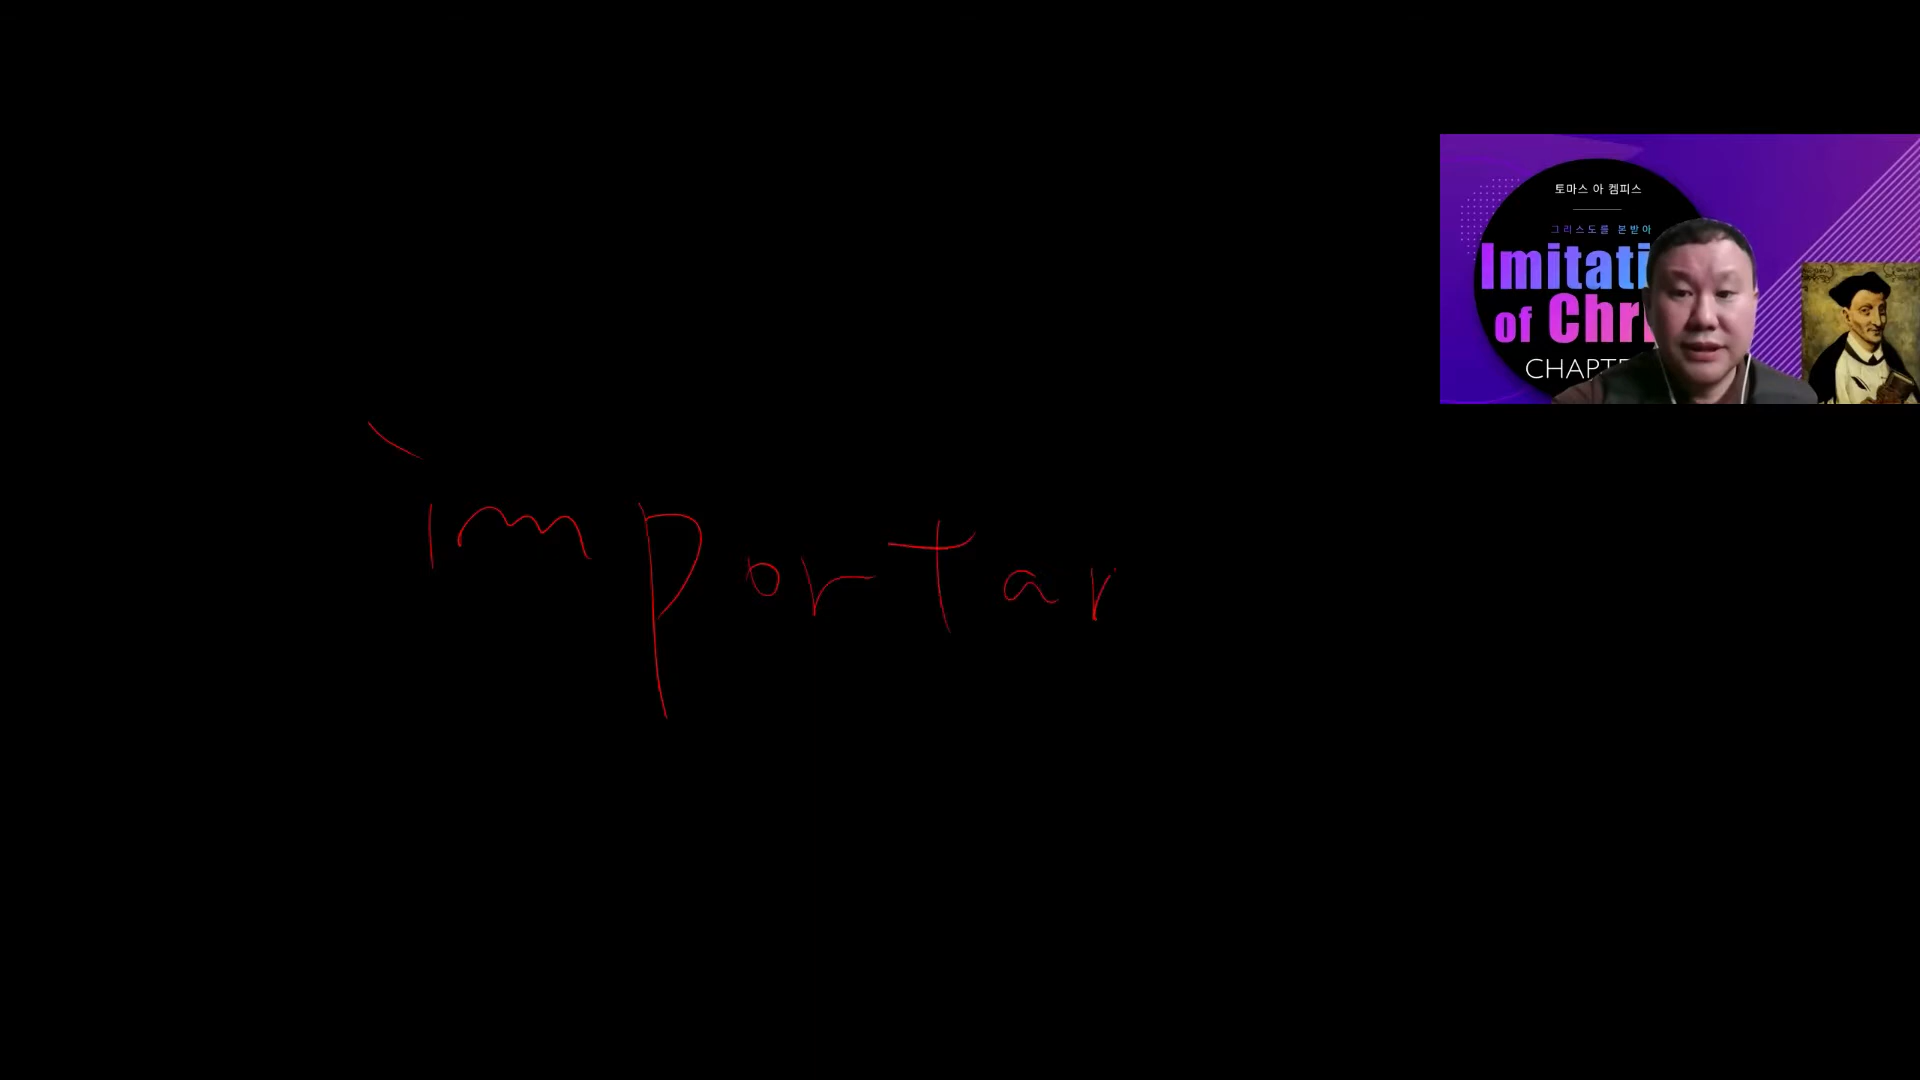 토마스 아 켐피스
그리스도를 본받아
Imitati
of Chri
CHAPTE
importar